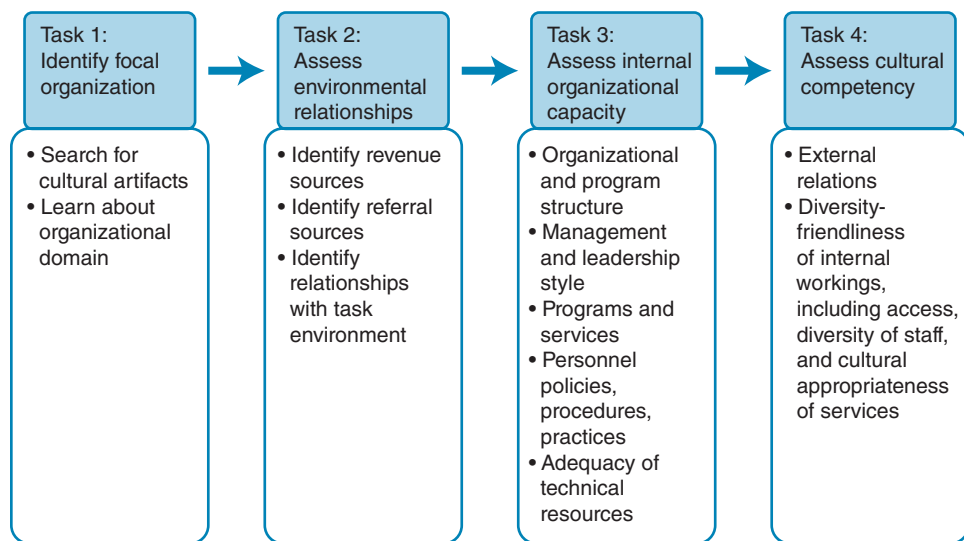 Task 1:
Identify focal
organization
• Search for
cultural artifacts
• Learn about
organizational
domain
Task 2:
Assess
environmental
relationships
• Identify revenue
sources
• Identify referral
sources
• Identify
relationships
with task
environment
Task 3:
Assess internal
organizational
capacity
• Organizational
and program
structure
• Management
and leadership
style
• Programs and
services
• Personnel
policies,
procedures,
practices
• Adequacy of
technical
resources
Task 4:
Assess cultural
competency
• External
relations
• Diversity-
friendliness
of internal
workings,
including access,
diversity of staff,
and cultural
appropriateness
of services